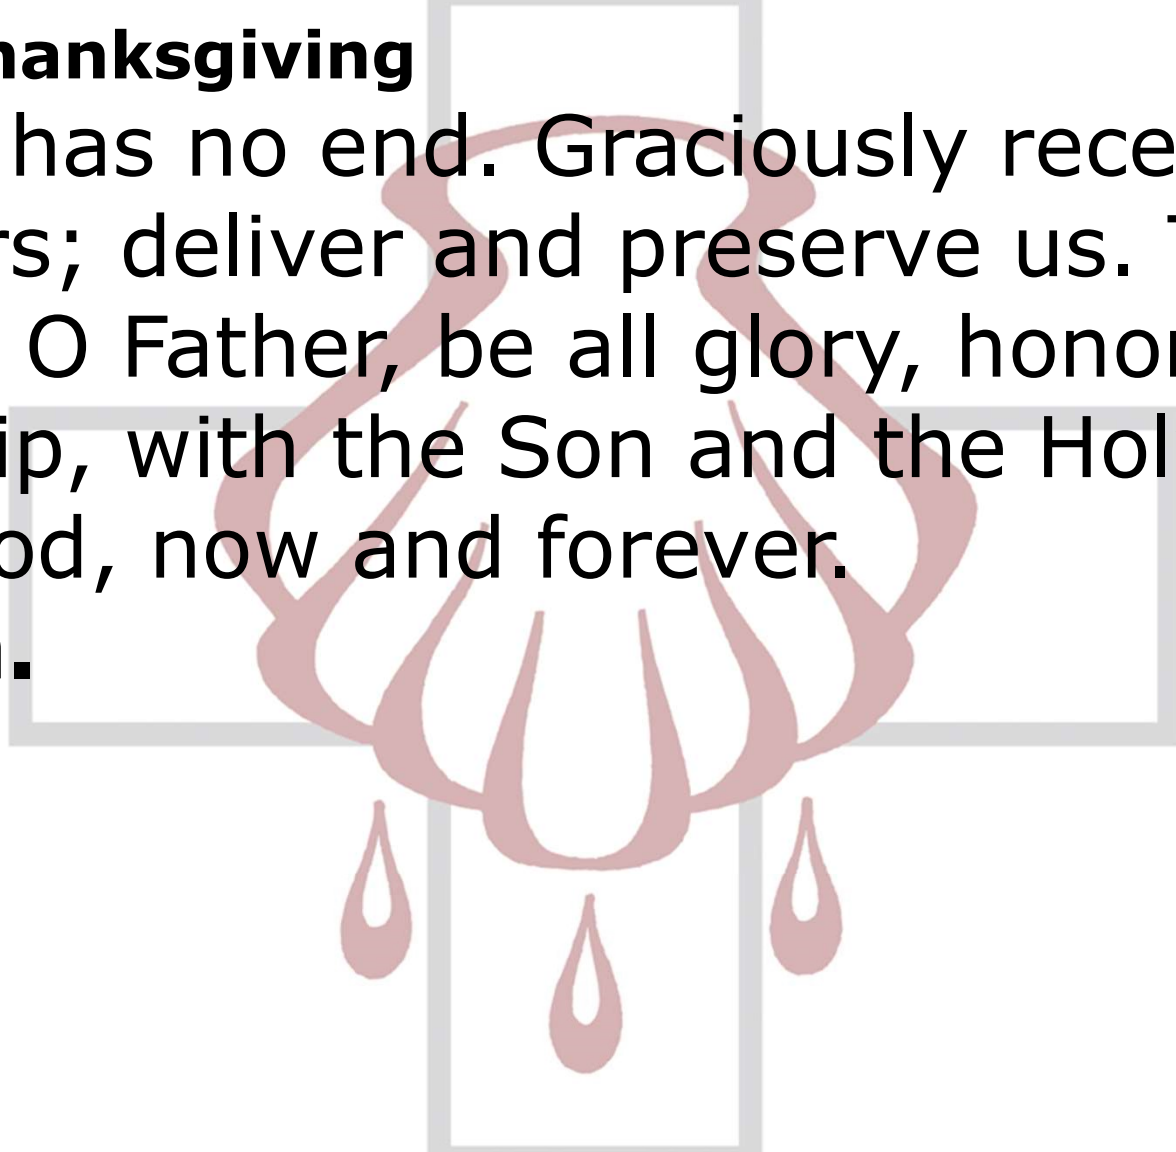 hanksgiving
has no end. Graciously rece
rs; deliver and preserve us. T
O Father, be all glory, honor
ip, with the Son and the Hol
od, now and forever.
.